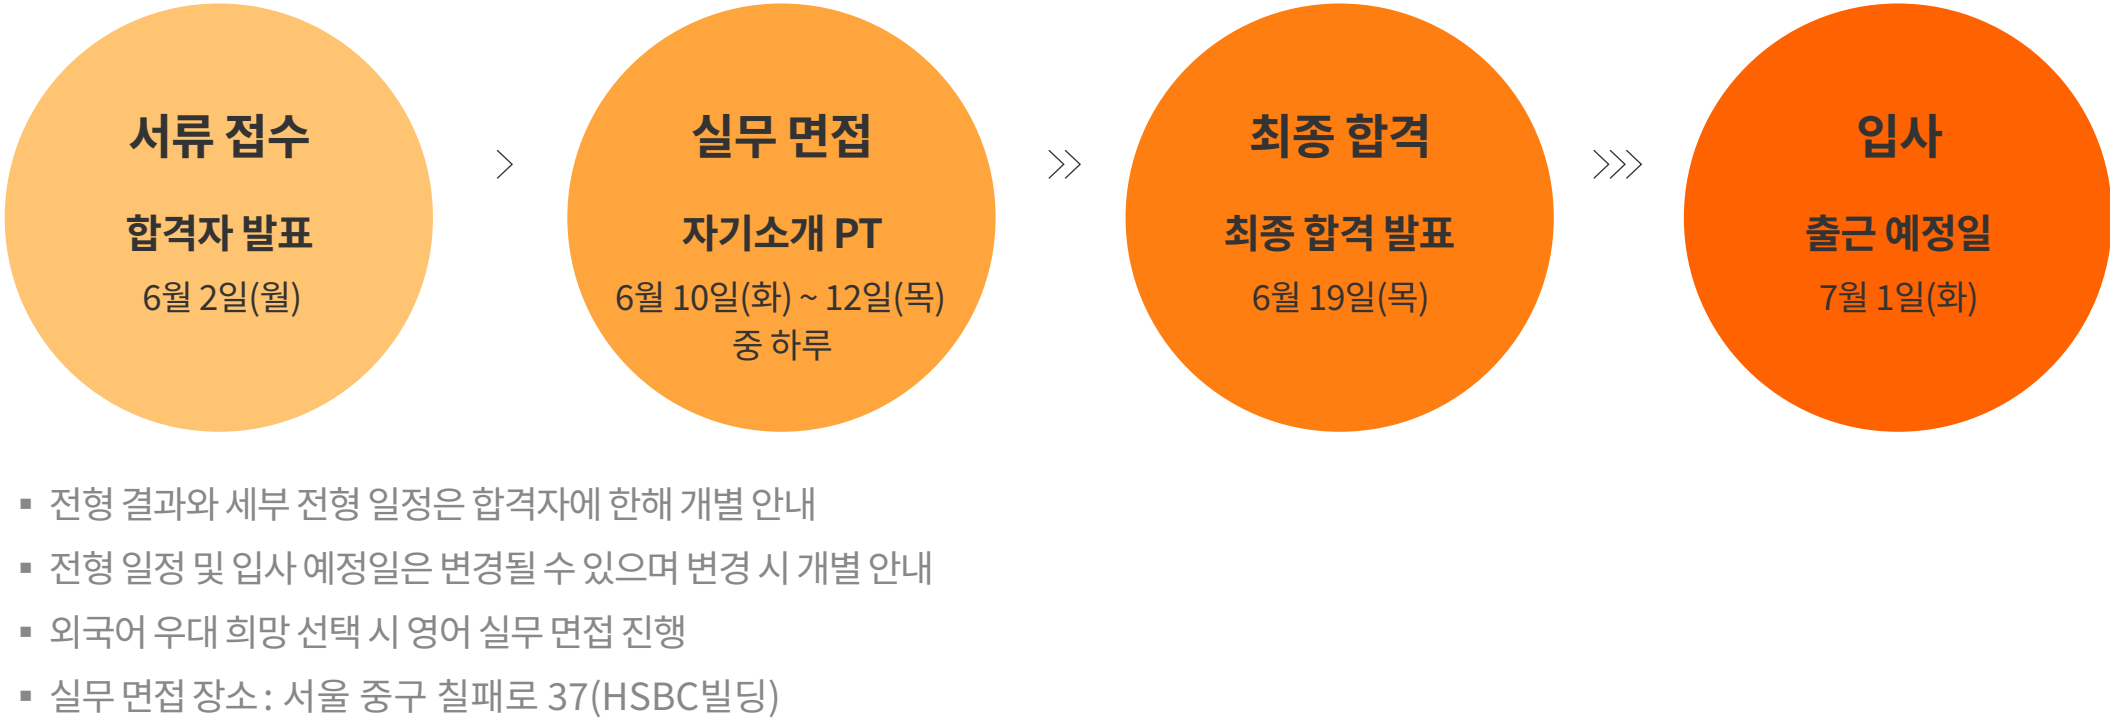 서류 접수
합격자 발표
6월 2일(월)
>
실무 면접
자기소개 PT
6월 10일(화) ~ 12일(목)
중 하루
>>
최종 합격
최종 합격 발표
6월 19일(목)
>>>
입사
출근 예정일
7월 1일(화)
▪ 전형 결과와 세부 전형 일정은 합격자에 한해 개별 안내
▪ 전형 일정 및 입사 예정일은 변경될 수 있으며 변경 시 개별 안내
▪ 외국어 우대 희망 선택 시 영어 실무 면접 진행
▪ 실무 면접 장소 : 서울 중구 칠패로 37(HSBC빌딩)